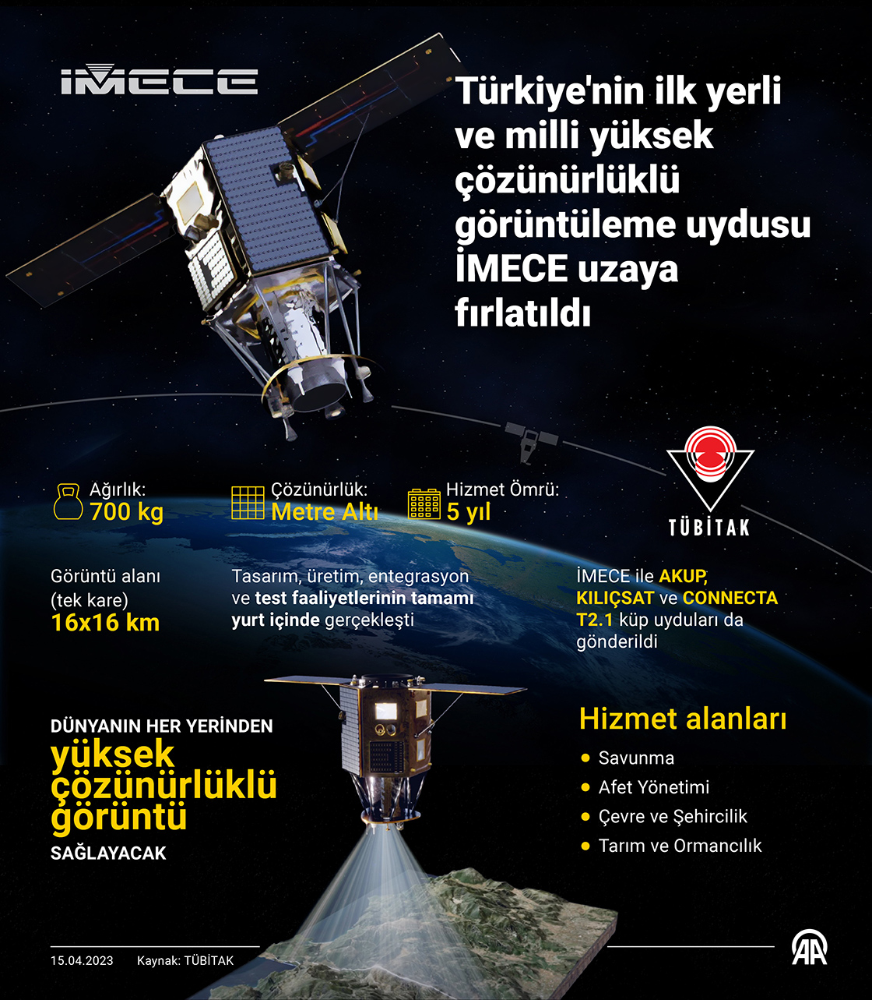 İMECE
Türkiye'nin ilk yerli
ve milli yüksek
çözünürlüklü
görüntüleme uydusu
İMECE uzaya
fırlatıldı
Ağırlık:
700 kg
Çözünürlük:
Metre Altı
Hizmet Ömrü:
5 yıl
TÜBİTAK
Görüntü alanı
(tek kare)
16x16 km
Tasarım, üretim, entegrasyon
ve test faaliyetlerinin tamamı
yurt içinde gerçekleşti
İMECE ile AKUP,
KILIÇSAT ve CONNECTA
T2.1 küp uyduları da
gönderildi
DÜNYANIN HER YERİNDEN
yüksek
çözünürlüklü
görüntü
SAĞLAYACAK
Hizmet alanları
Savunma
Afet Yönetimi
Çevre ve Şehircilik
Tarım ve Ormancılık
15.04.2023 Kaynak: TÜBİTAK
AA